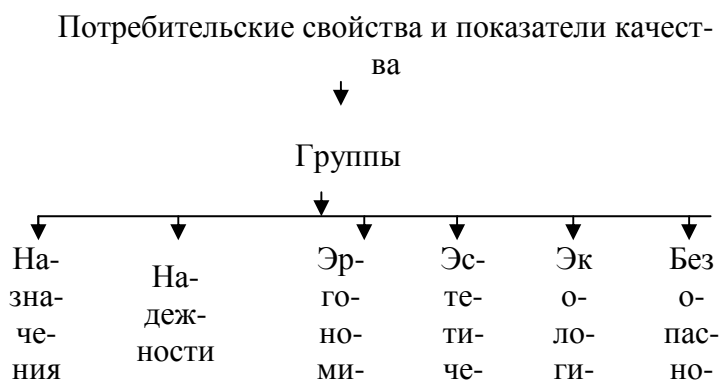 Потребительские свойства и показатели качест-
ва
Группы
На-
зна-
че-
ния
На-
деж-
ности
Эр-
го-
но-
ми-
Эс-
те-
ти-
че-
Эк
о-
ло-
ги-
Без
о-
пас-
но-